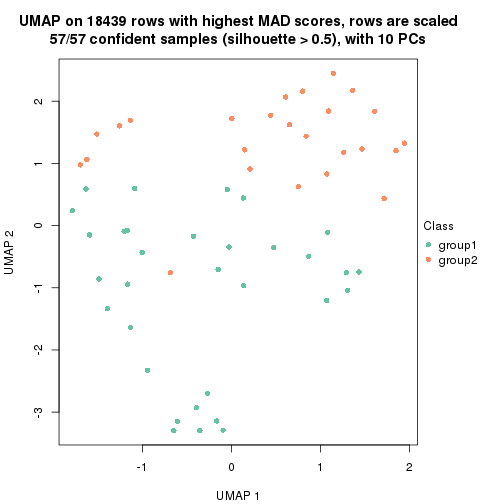 UMAP on 18439 rows with highest MAD scores, rows are scaled
57/57 confident samples (silhouette > 0.5), with 10 PCs
2
1
0
-1
-2
-3
UMAP 2
-1
0
1
2
UMAP 1
Class
group1
group2